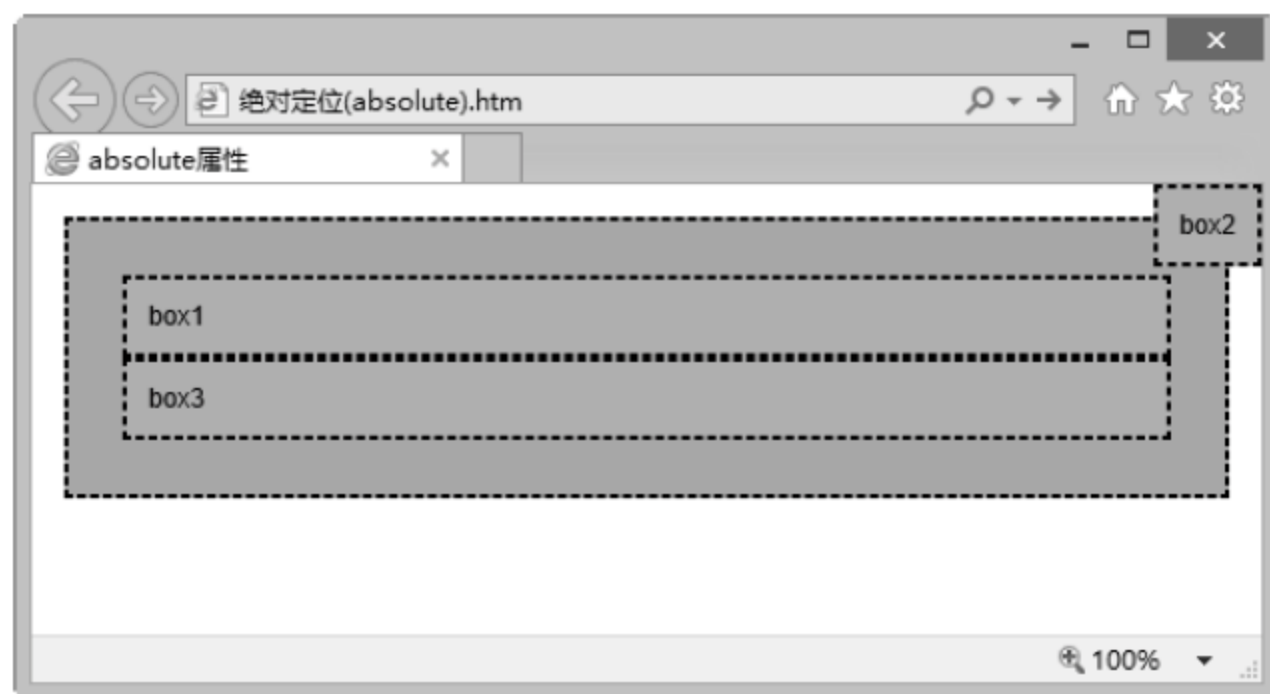 绝对定位(absolute).htm
absolute属性
box2
box1
box3
100%